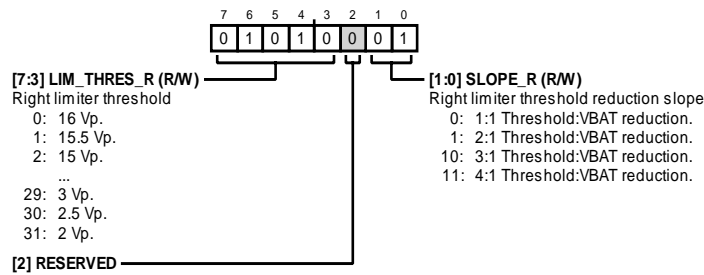 7 6 5 4 3 2 1 0
0 1 0 1 0 0 0 1
[7:3] LIM_THRES_R (R/W)
Right limiter threshold
0: 16 Vp.
1: 15.5 Vp.
2: 15 Vp.
...
29: 3 Vp.
30: 2.5 Vp.
31: 2 Vp.
[2] RESERVED
[1:0] SLOPE_R (R/W)
Right limiter threshold reduction slope
0: 1:1 Threshold:VBAT reduction.
1: 2:1 Threshold:VBAT reduction.
10: 3:1 Threshold:VBAT reduction.
11: 4:1 Threshold:VBAT reduction.